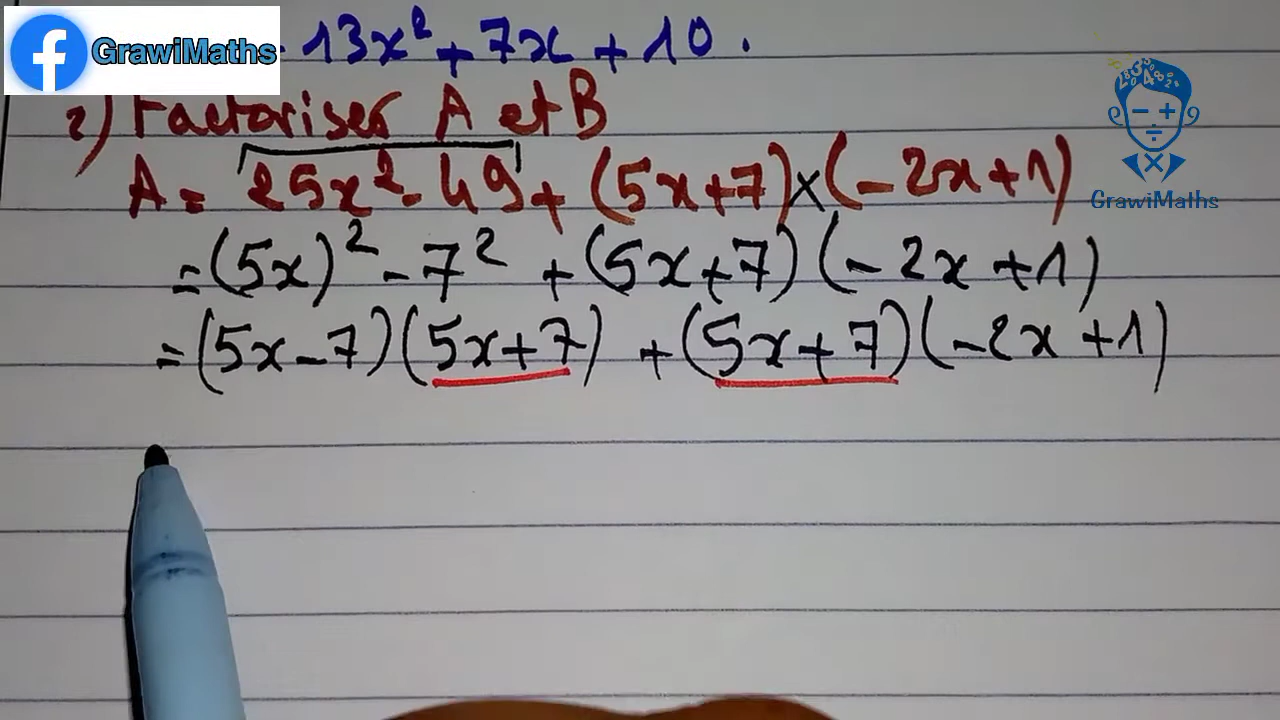 GrawiMaths
- 13x² + 7x + 10.
2) Factoriser A et B
A = 25x² - 49 + (5x+7)×(-2x+1)
= (5x)² - 7² + (5x+7)(-2x+1)
= (5x-7)(5x+7) + (5x+7)(-2x+1)
GrawiMaths